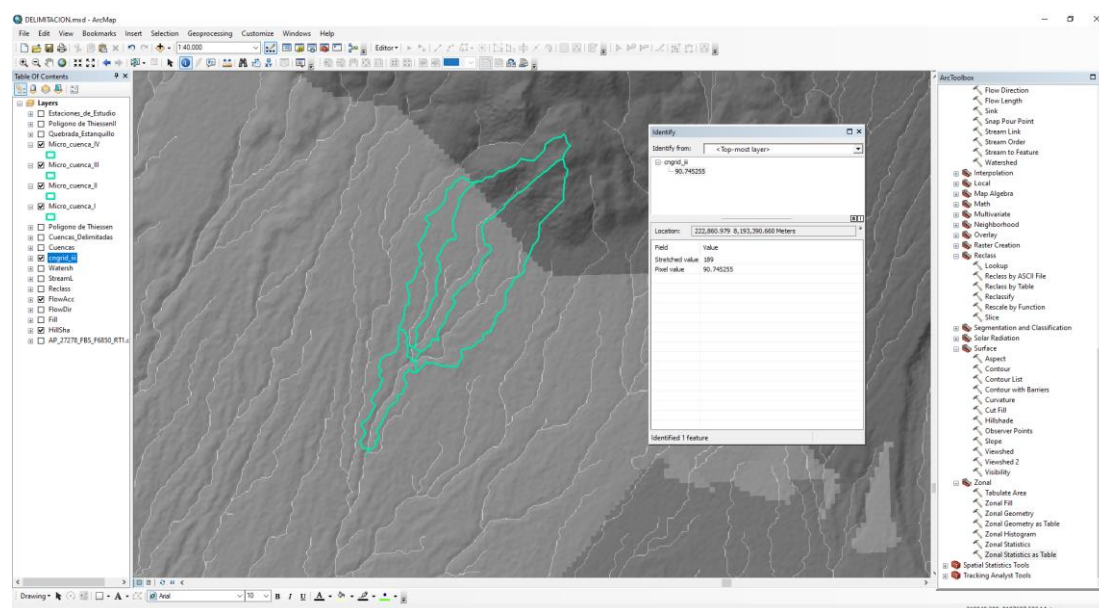 DELIMITACION.mxd - ArcMap
File Edit View Bookmarks Insert Selection Geoprocessing Customize Windows Help
1:40.000
Editor
Table Of Contents
Layers
Estaciones_de_Estudio
Poligono de ThiessenII
Quebrada_Estanquillo
Micro_cuenca_IV
Micro_cuenca_III
Micro_cuenca_II
Micro_cuenca_I
Poligono de Thiessen
Cuencas_Delimitadas
Cuencas
cngrid_iii
Watersh
StreamL
Reclass
FlowAcc
FlowDir
Fill
HillSha
AP_27278_FBS_F6850_RT1.c
Identify
Identify from: <Top-most layer>
cngrid_iii
90.745255
Location: 222,860.979 8,193,390.660 Meters
Field Value
Stretched value 189
Pixel value 90.745255
Identified 1 feature
ArcToolbox
Flow Direction
Flow Length
Sink
Snap Pour Point
Stream Link
Stream Order
Stream to Feature
Watershed
Interpolation
Local
Map Algebra
Math
Multivariate
Neighborhood
Overlay
Raster Creation
Reclass
Lookup
Reclass by ASCII File
Reclass by Table
Reclassify
Rescale by Function
Slice
Segmentation and Classification
Solar Radiation
Surface
Aspect
Contour
Contour List
Contour with Barriers
Curvature
Cut Fill
Hillshade
Observer Points
Slope
Viewshed
Viewshed 2
Visibility
Zonal
Tabulate Area
Zonal Fill
Zonal Geometry
Zonal Geometry as Table
Zonal Histogram
Zonal Statistics
Zonal Statistics as Table
Spatial Statistics Tools
Tracking Analyst Tools
Drawing Arial 10 B I U A